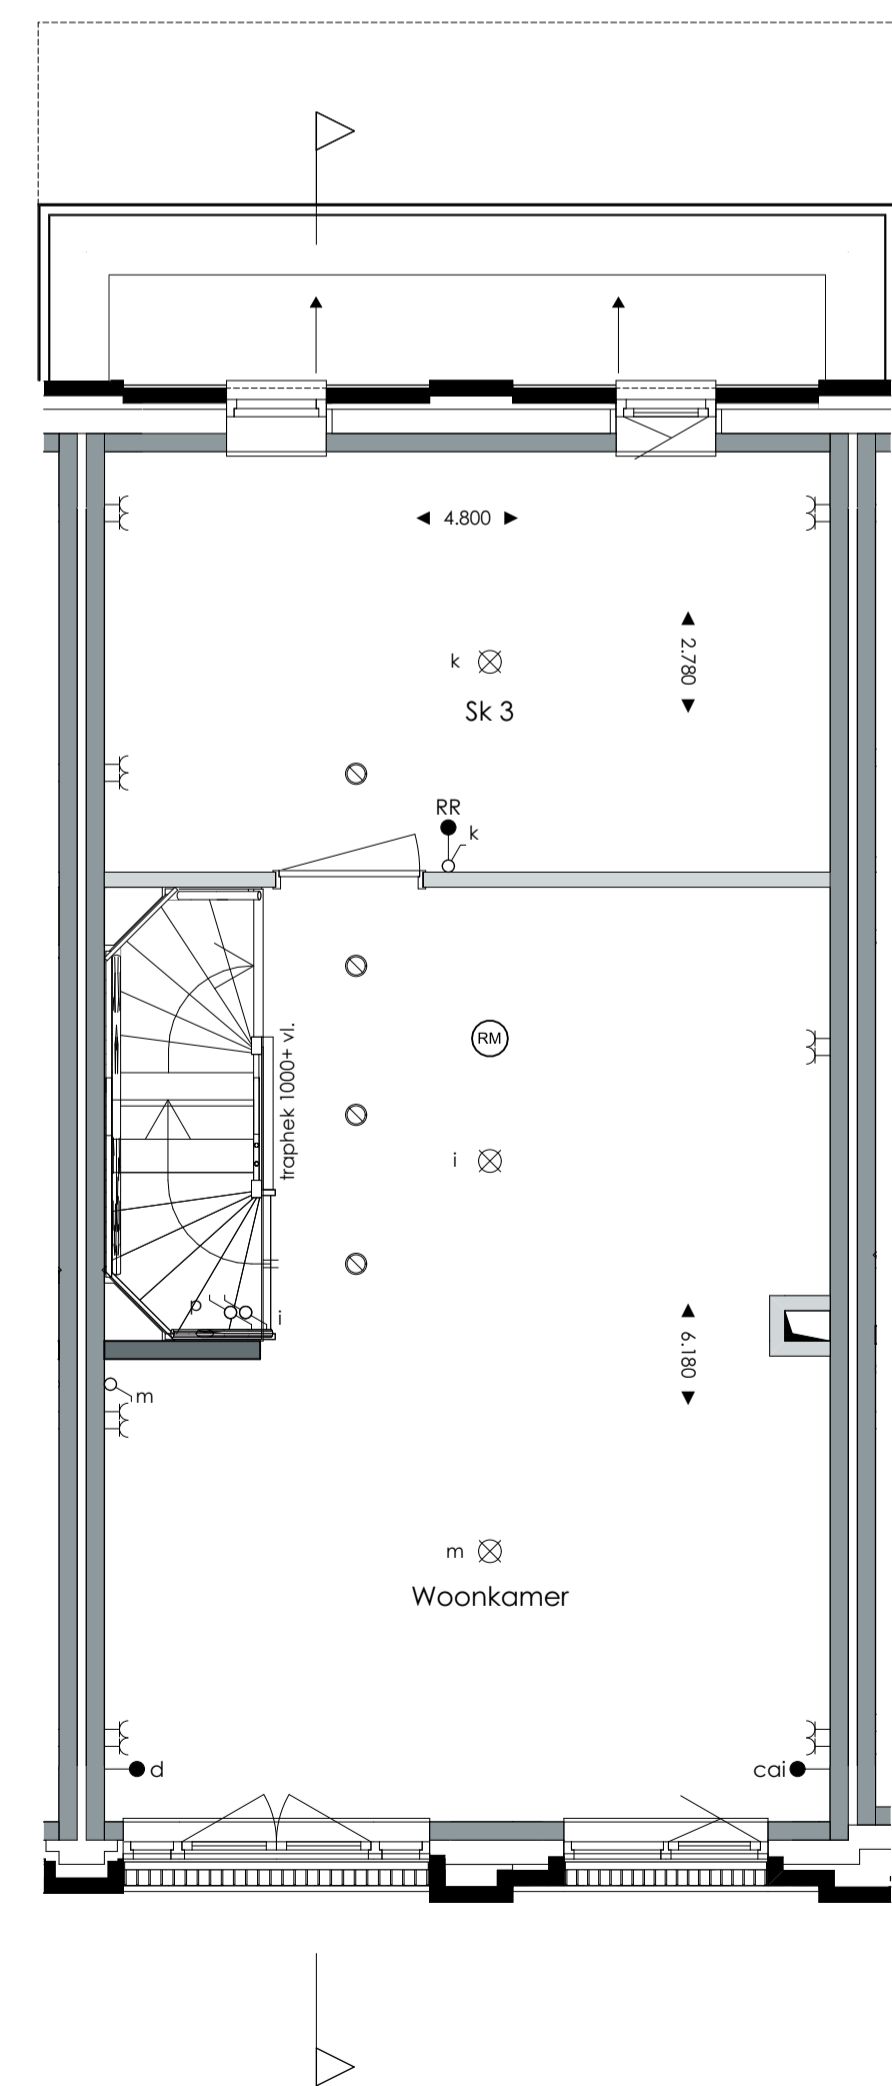 4.800
2.780
k
Sk 3
RR
k
RM
traphek 1000+ vl.
i
p
i
6.180
m
m
Woonkamer
d
cai